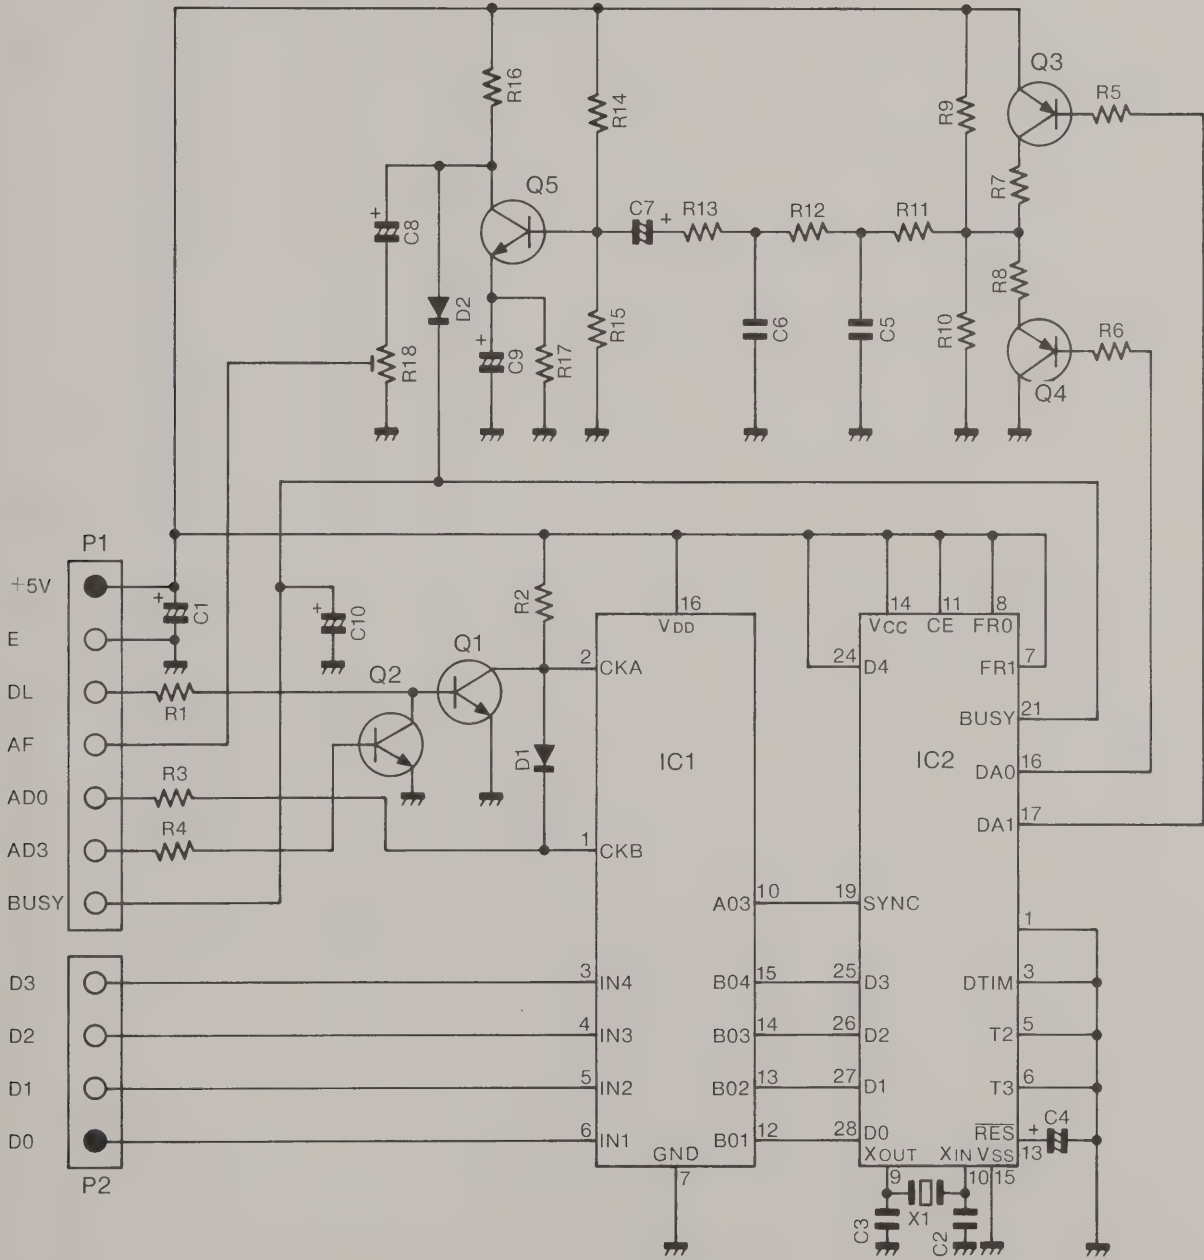 Q3
R16
R14
R9
R5
R7
Q5
+
C8
C7
+
R13
R12
R11
R8
D2
R15
C6
C5
R10
R6
+
C9
R17
R18
Q4
P1
+5V
+
C1
E
DL
R1
AF
AD0
R3
AD3
R4
BUSY
+
C10
Q2
Q1
R2
D1
16
VDD
2
CKA
IC1
1
CKB
10
A03
3
IN4
15
B04
4
IN3
14
B03
5
IN2
13
B02
6
IN1
12
B01
GND
7
14
11
8
VCC
CE
FR0
24
D4
7
FR1
21
BUSY
IC2
16
DA0
17
DA1
19
SYNC
1
25
D3
3
DTIM
26
D2
5
T2
27
D1
6
T3
28
D0
RES
+
C4
13
XOUT
XIN
VSS
9
10
15
C3
X1
C2
D3
D2
D1
D0
P2